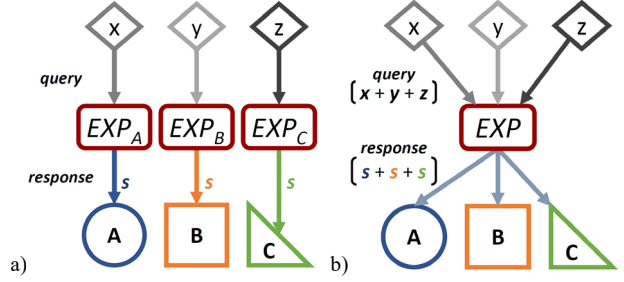 x y z
query
EXP_A EXP_B EXP_C
response s s s
A B C
a)
x y z
query
[x + y + z]
EXP
response
[s + s + s]
A B C
b)